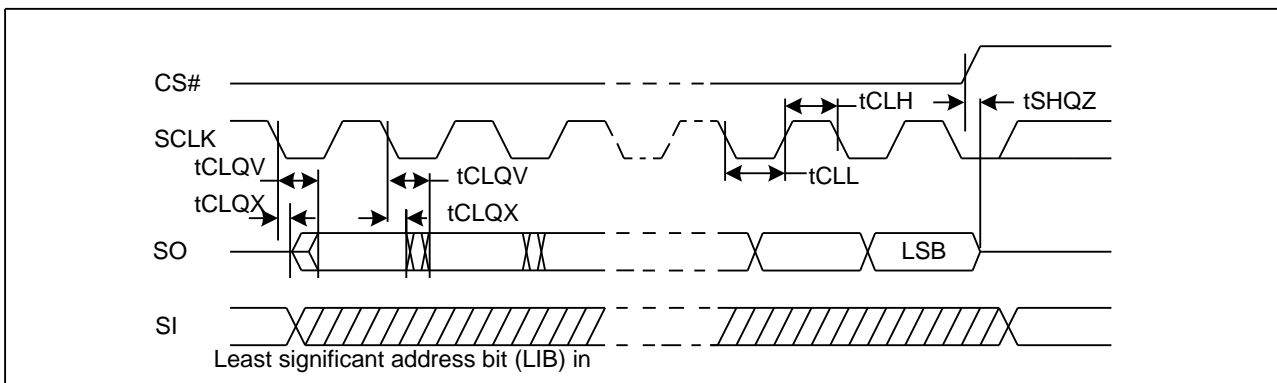 CS#
tCLH
tSHQZ
SCLK
tCLQV
tCLQV
tCLL
tCLQX
tCLQX
SO
LSB
SI
Least significant address bit (LIB) in